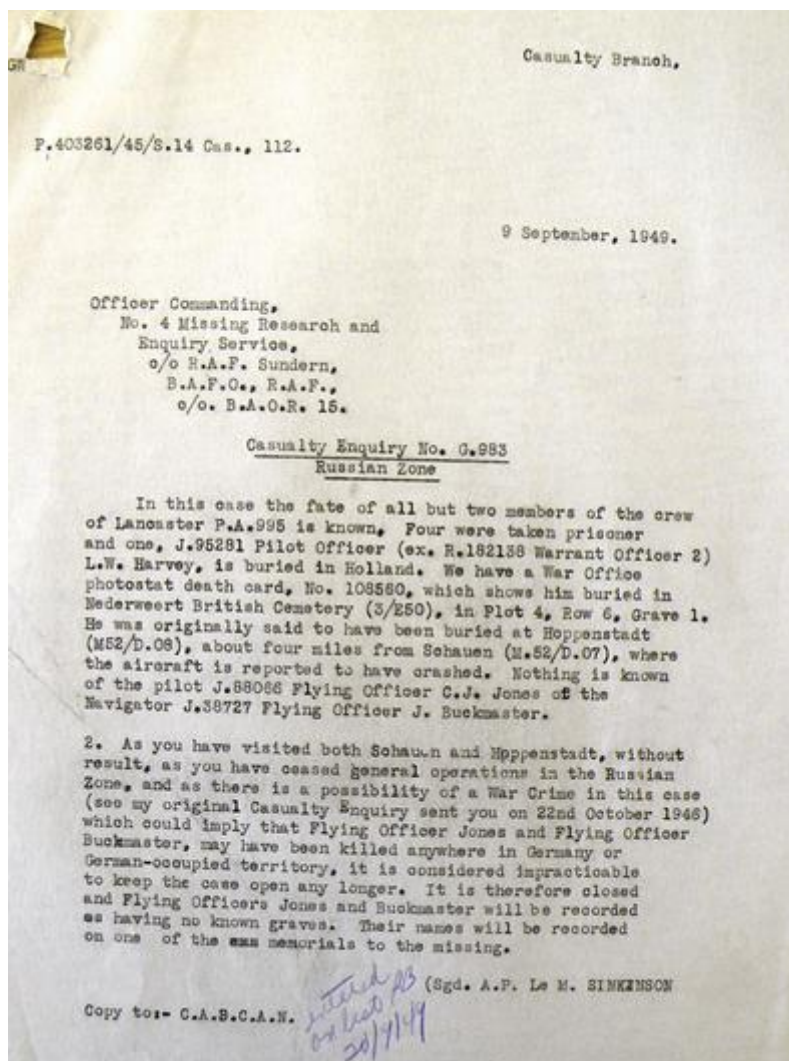 Casualty Branch,
P.403261/45/S.14 Cas., 112.
9 September, 1949.
Officer Commanding,
No. 4 Missing Research and
Enquiry Service,
c/o R.A.F. Sundern,
B.A.F.O., R.A.F.,
c/o. B.A.O.R. 15.
Casualty Enquiry No. G.983
Russian Zone
In this case the fate of all but two members of the crew
of Lancaster P.A.995 is known. Four were taken prisoner
and one, J.95281 Pilot Officer (ex. R.182138 Warrant Officer 2)
L.W. Harvey, is buried in Holland. We have a War Office
photostat death card, No. 108560, which shows him buried in
Nederweert British Cemetery (3/E50), in Plot 4, Row 6, Grave 1.
He was originally said to have been buried at Hoppenstadt
(M52/D.06), about four miles from Schauen (M.52/D.07), where
the aircraft is reported to have crashed. Nothing is known
of the pilot J.88066 Flying Officer C.J. Jones of the
Navigator J.38727 Flying Officer J. Buckmaster.
2. As you have visited both Schauen and Hoppenstadt, without
result, as you have ceased general operations in the Russian
Zone, and as there is a possibility of a War Crime in this case
(see my original Casualty Enquiry sent you on 22nd October 1946)
which could imply that Flying Officer Jones and Flying Officer
Buckmaster, may have been killed anywhere in Germany or
German-occupied territory, it is considered impracticable
to keep the case open any longer. It is therefore closed
and Flying Officers Jones and Buckmaster will be recorded
as having no known graves. Their names will be recorded
on one of the memorials to the missing.
(Sgd. A.P. Le M. SINKINSON
Copy to:- C.A.B.C.A.N.
entered
on list